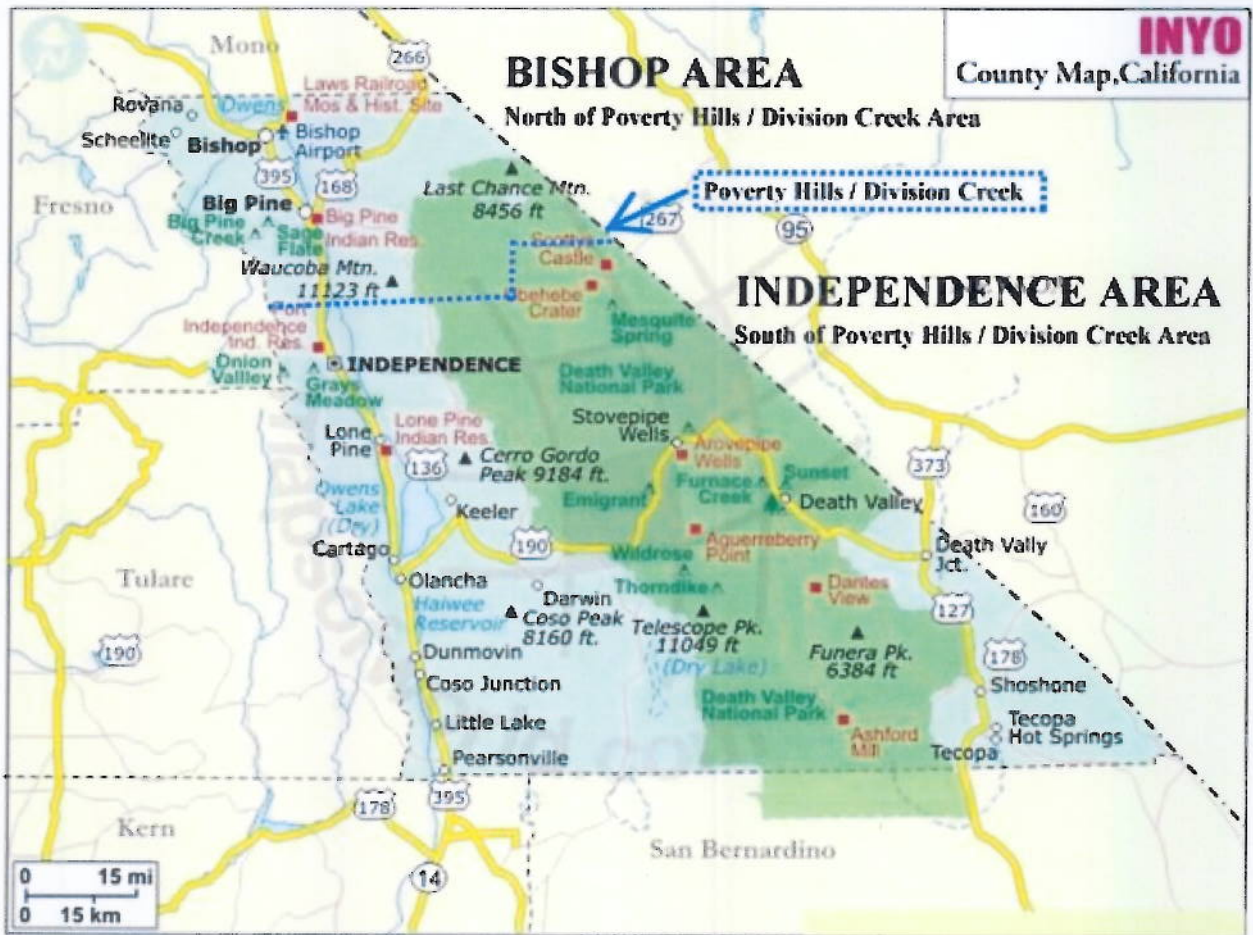 INYO
County Map,California
Mono
266
BISHOP AREA
North of Poverty Hills / Division Creek Area
Laws Railroad
Mos & Hist. Site
Rovana
Owens
Scheelite
Bishop
Bishop
Airport
395
168
Last Chance Mtn.
8456 ft
Poverty Hills / Division Creek
267
95
Fresno
Big Pine
Big Pine
Indian Res.
Big Pine
Creek
Sage
Flate
Scottys
Castle
Waucoba Mtn.
11123 ft
Ubehebe
Crater
INDEPENDENCE AREA
South of Poverty Hills / Division Creek Area
Fort
Independence
Ind. Res.
Mesquite
Spring
INDEPENDENCE
Onion
Vallley
Grays
Meadow
Death Valley
National Park
Stovepipe
Wells
Lone
Pine
Lone Pine
Indian Res.
136
Cerro Gordo
Peak 9184 ft.
Arovepipe
Wells
373
Sunset
Furnace
Creek
Death Valley
Emigrant
160
Owens
Lake
((Dey)
Keeler
Cartago
190
Aguerreberry
Point
Death Vally
Jct.
Wildrose
Olancha
Tulare
Thorndike
Dantes
View
Darwin
Haiwee
Reservoir
Coso Peak
8160 ft.
Telescope Pk.
11049 ft
127
190
Dunmovin
(Dry Lake)
Funera Pk.
6384 ft
178
Coso Junction
Shoshone
Death Valley
National Park
Little Lake
Ashford
Mill
Tecopa
Hot Springs
Tecopa
Pearsonville
395
178
Kern
San Bernardino
14
0 15 mi
0 15 km